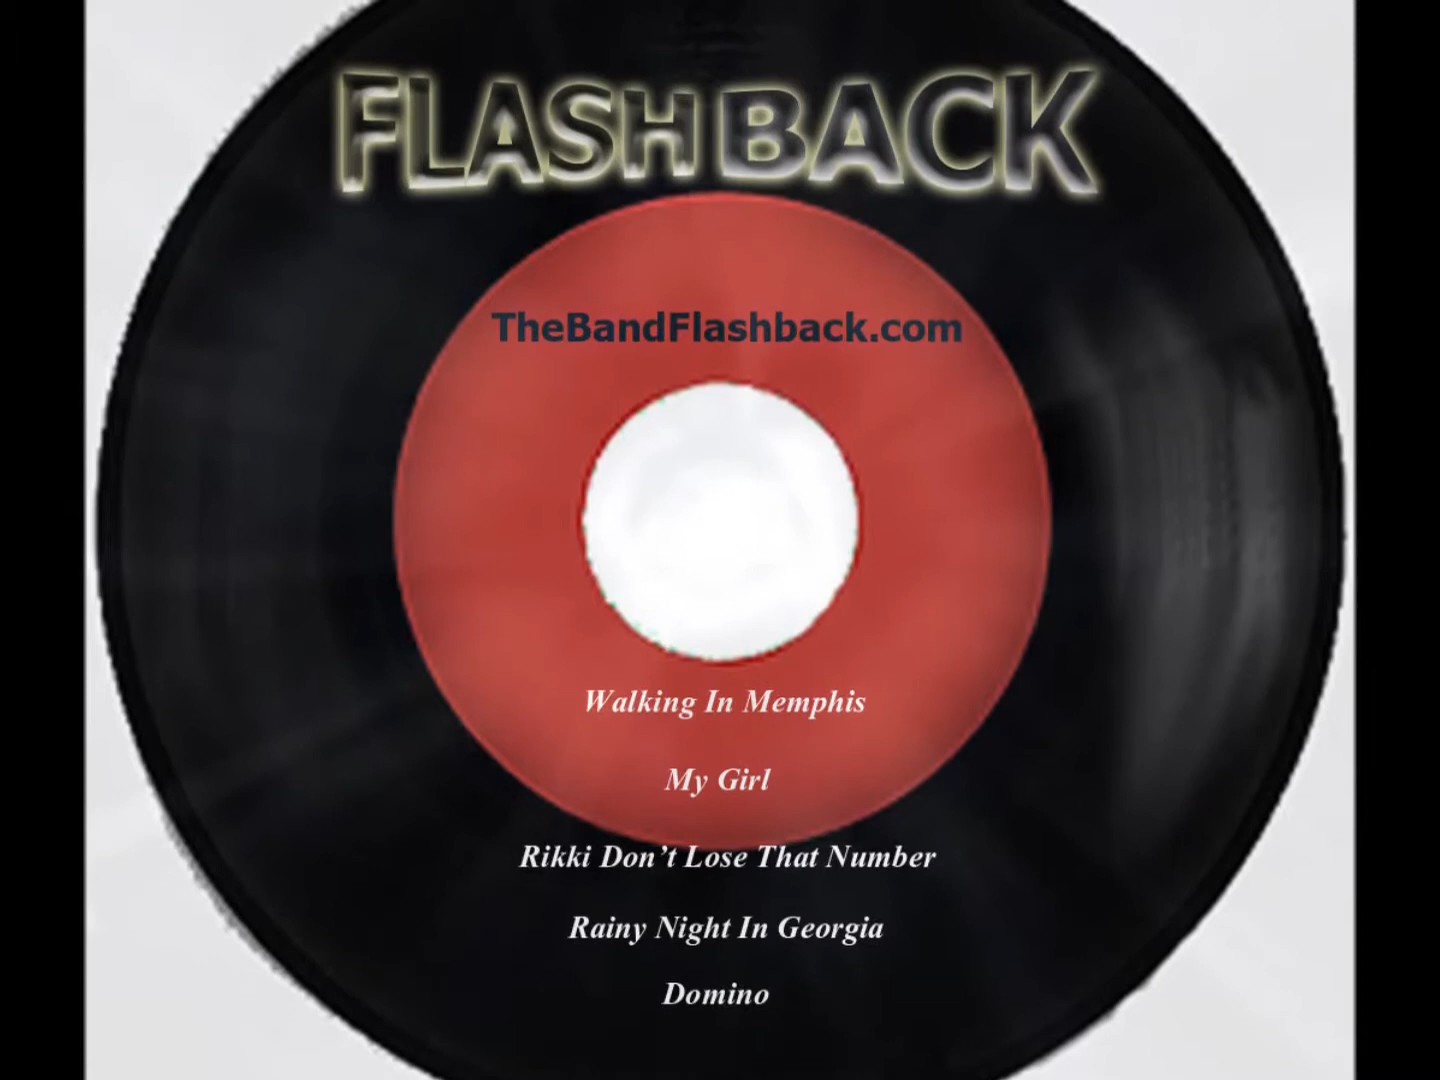 FLASHBACK
TheBandFlashback.com
Walking In Memphis
My Girl
Rikki Don’t Lose That Number
Rainy Night In Georgia
Domino